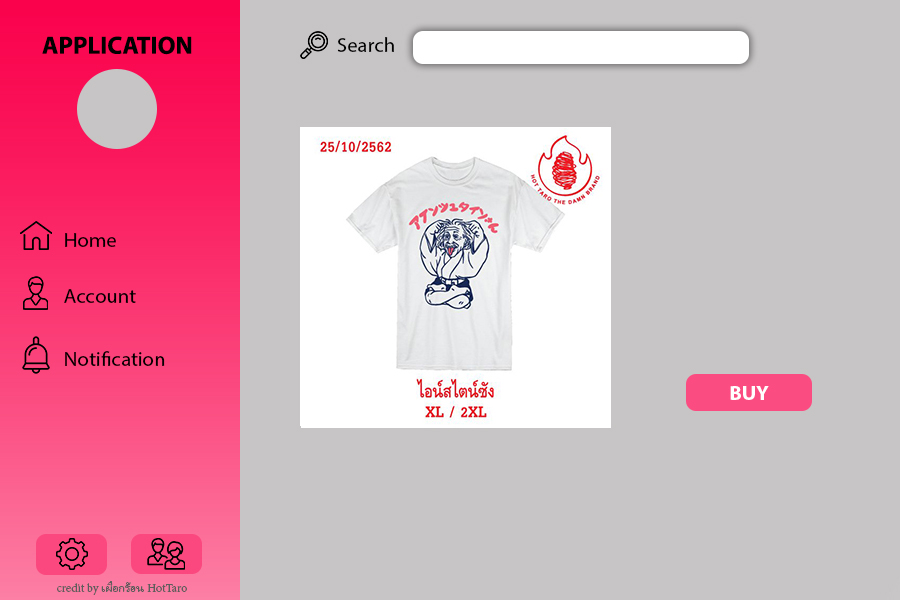 APPLICATION
Search
25/10/2562
HOT TARO THE DAMN BRAND
アインシュタインさん
ไอน์สไตน์ซัง
XL / 2XL
Home
Account
Notification
BUY
credit by เผือกร้อน HotTaro